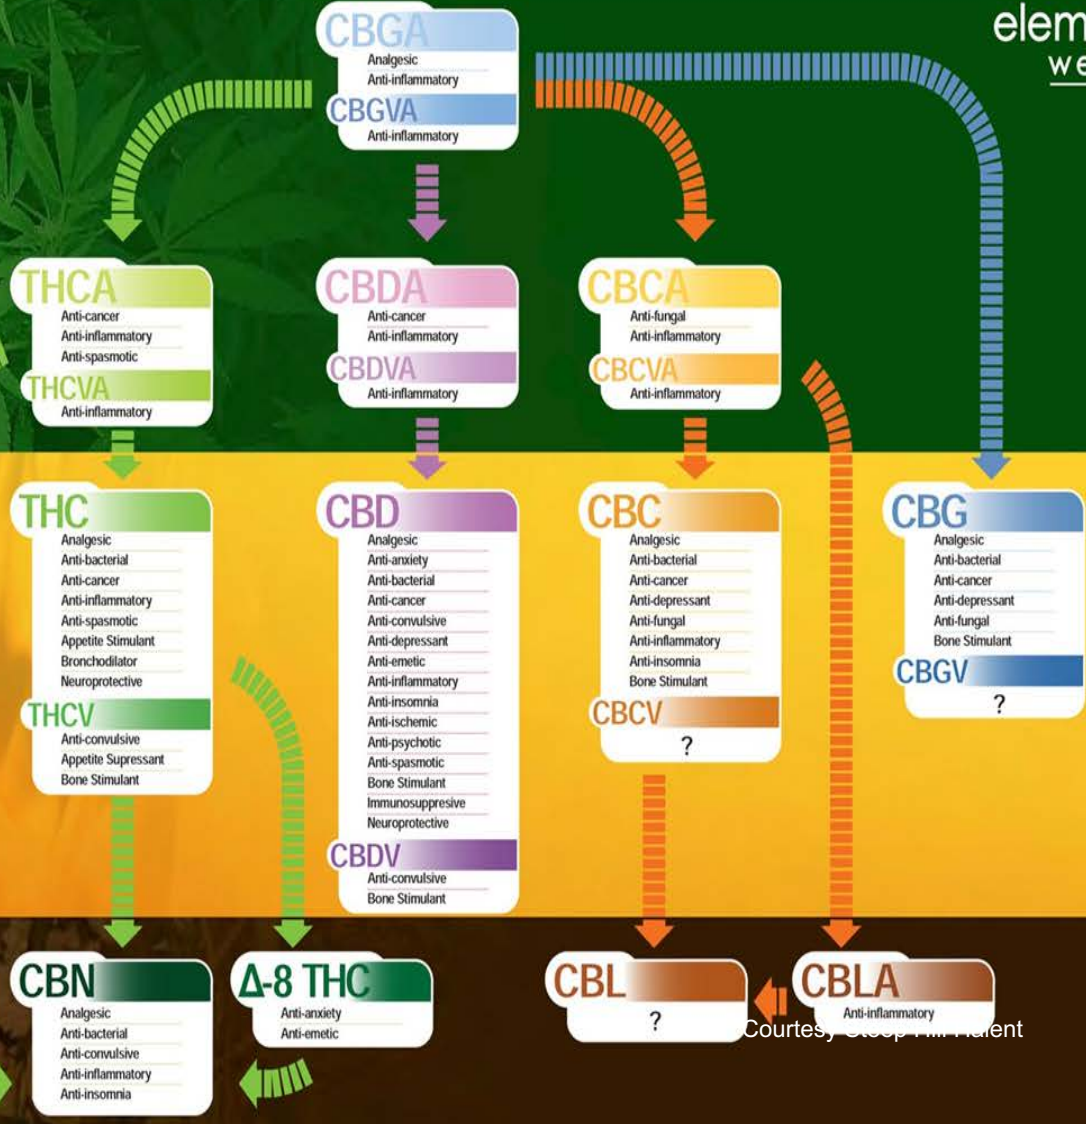 CBGA
Analgesic
Anti-inflammatory
CBGVA
Anti-inflammatory
elem
we
THCA
Anti-cancer
Anti-inflammatory
Anti-spasmotic
THCVA
Anti-inflammatory
CBDA
Anti-cancer
Anti-inflammatory
CBDVA
Anti-inflammatory
CBCA
Anti-fungal
Anti-inflammatory
CBCVA
Anti-inflammatory
THC
Analgesic
Anti-bacterial
Anti-cancer
Anti-inflammatory
Anti-spasmotic
Appetite Stimulant
Bronchodilator
Neuroprotective
THCV
Anti-convulsive
Appetite Supressant
Bone Stimulant
CBD
Analgesic
Anti-anxiety
Anti-bacterial
Anti-cancer
Anti-convulsive
Anti-depressant
Anti-emetic
Anti-inflammatory
Anti-insomnia
Anti-ischemic
Anti-psychotic
Anti-spasmotic
Bone Stimulant
Immunosuppresive
Neuroprotective
CBDV
Anti-convulsive
Bone Stimulant
CBC
Analgesic
Anti-bacterial
Anti-cancer
Anti-depressant
Anti-fungal
Anti-inflammatory
Anti-insomnia
Bone Stimulant
CBCV
?
CBG
Analgesic
Anti-bacterial
Anti-cancer
Anti-depressant
Anti-fungal
Bone Stimulant
CBGV
?
CBN
Analgesic
Anti-bacterial
Anti-convulsive
Anti-inflammatory
Anti-insomnia
Δ-8 THC
Anti-anxiety
Anti-emetic
CBL
?
CBLA
Anti-inflammatory
Courtesy Steep Hill Halent